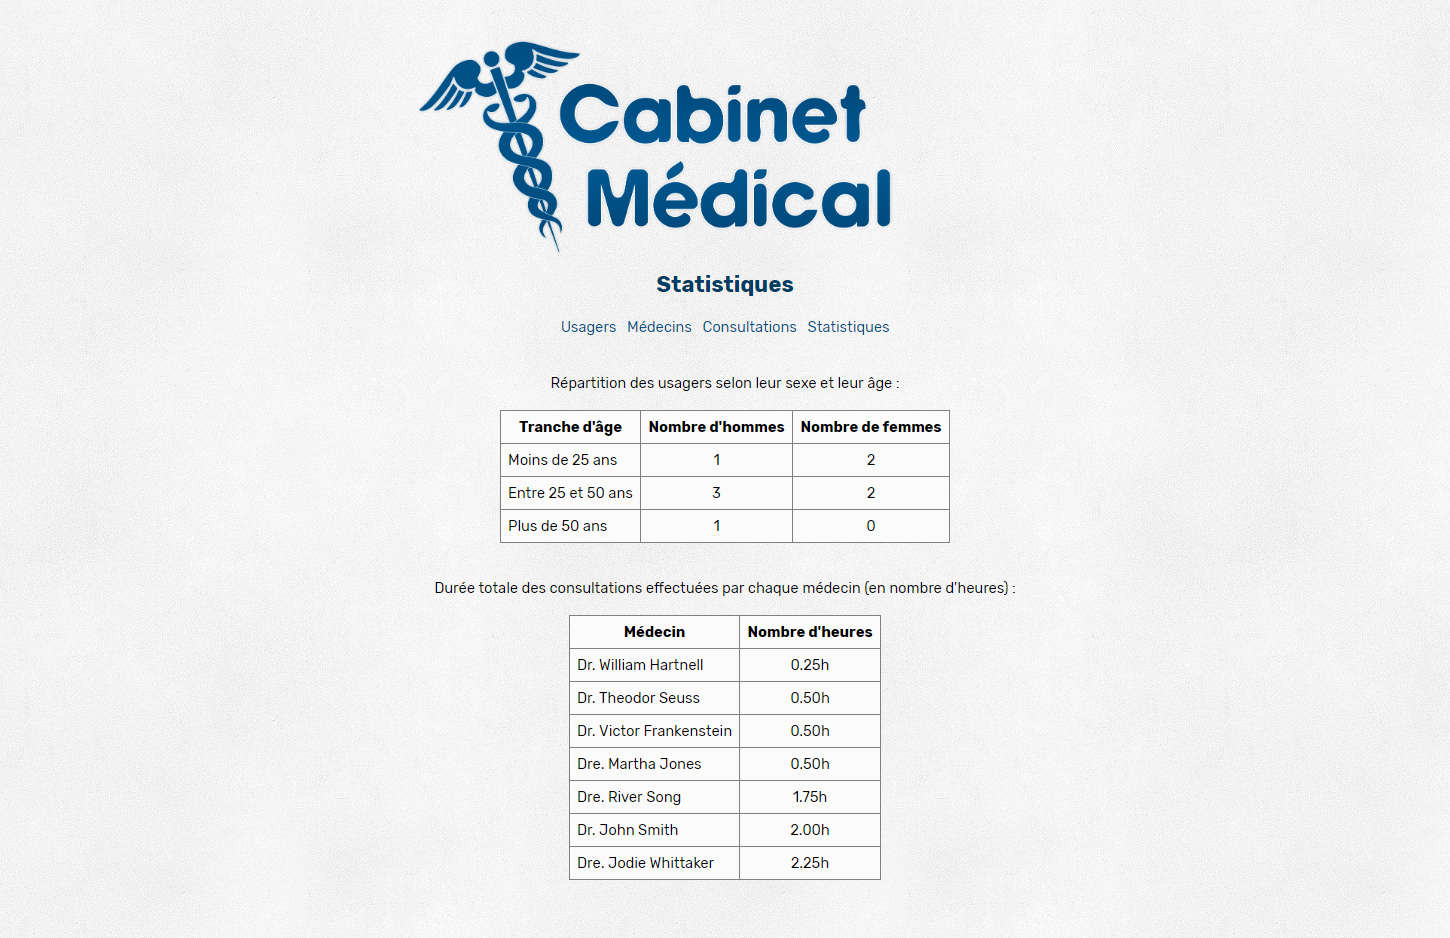 Cabinet
Médical
Statistiques
Usagers Médecins Consultations Statistiques
Répartition des usagers selon leur sexe et leur âge :
Tranche d'âge Nombre d'hommes Nombre de femmes
Moins de 25 ans 1 2
Entre 25 et 50 ans 3 2
Plus de 50 ans 1 0
Durée totale des consultations effectuées par chaque médecin (en nombre d'heures) :
Médecin Nombre d'heures
Dr. William Hartnell 0.25h
Dr. Theodor Seuss 0.50h
Dr. Victor Frankenstein 0.50h
Dre. Martha Jones 0.50h
Dre. River Song 1.75h
Dr. John Smith 2.00h
Dre. Jodie Whittaker 2.25h